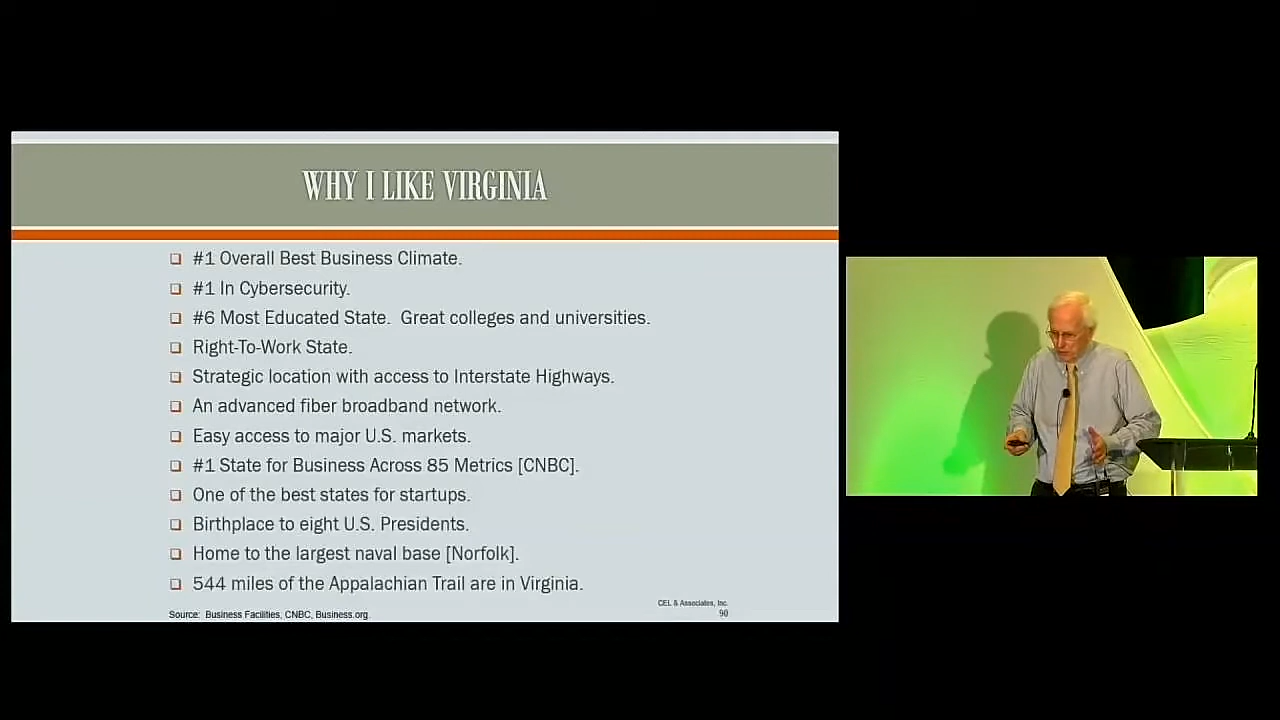 WHY I LIKE VIRGINIA
#1 Overall Best Business Climate.
#1 In Cybersecurity.
#6 Most Educated State. Great colleges and universities.
Right-To-Work State.
Strategic location with access to Interstate Highways.
An advanced fiber broadband network.
Easy access to major U.S. markets.
#1 State for Business Across 85 Metrics [CNBC].
One of the best states for startups.
Birthplace to eight U.S. Presidents.
Home to the largest naval base [Norfolk].
544 miles of the Appalachian Trail are in Virginia.
Source: Business Facilities, CNBC, Business.org.
CEL & Associates, Inc.
90